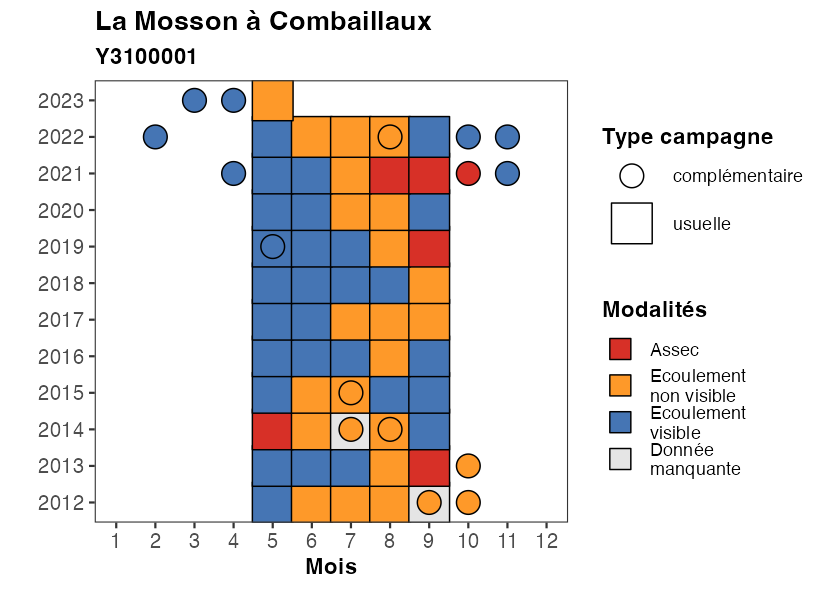 La Mosson à Combaillaux
Y3100001
2023
2022
2021
2020
2019
2018
2017
2016
2015
2014
2013
2012
1 2 3 4 5 6 7 8 9 10 11 12
Mois
Type campagne
complémentaire
usuelle
Modalités
Assec
Ecoulement
non visible
Ecoulement
visible
Donnée
manquante